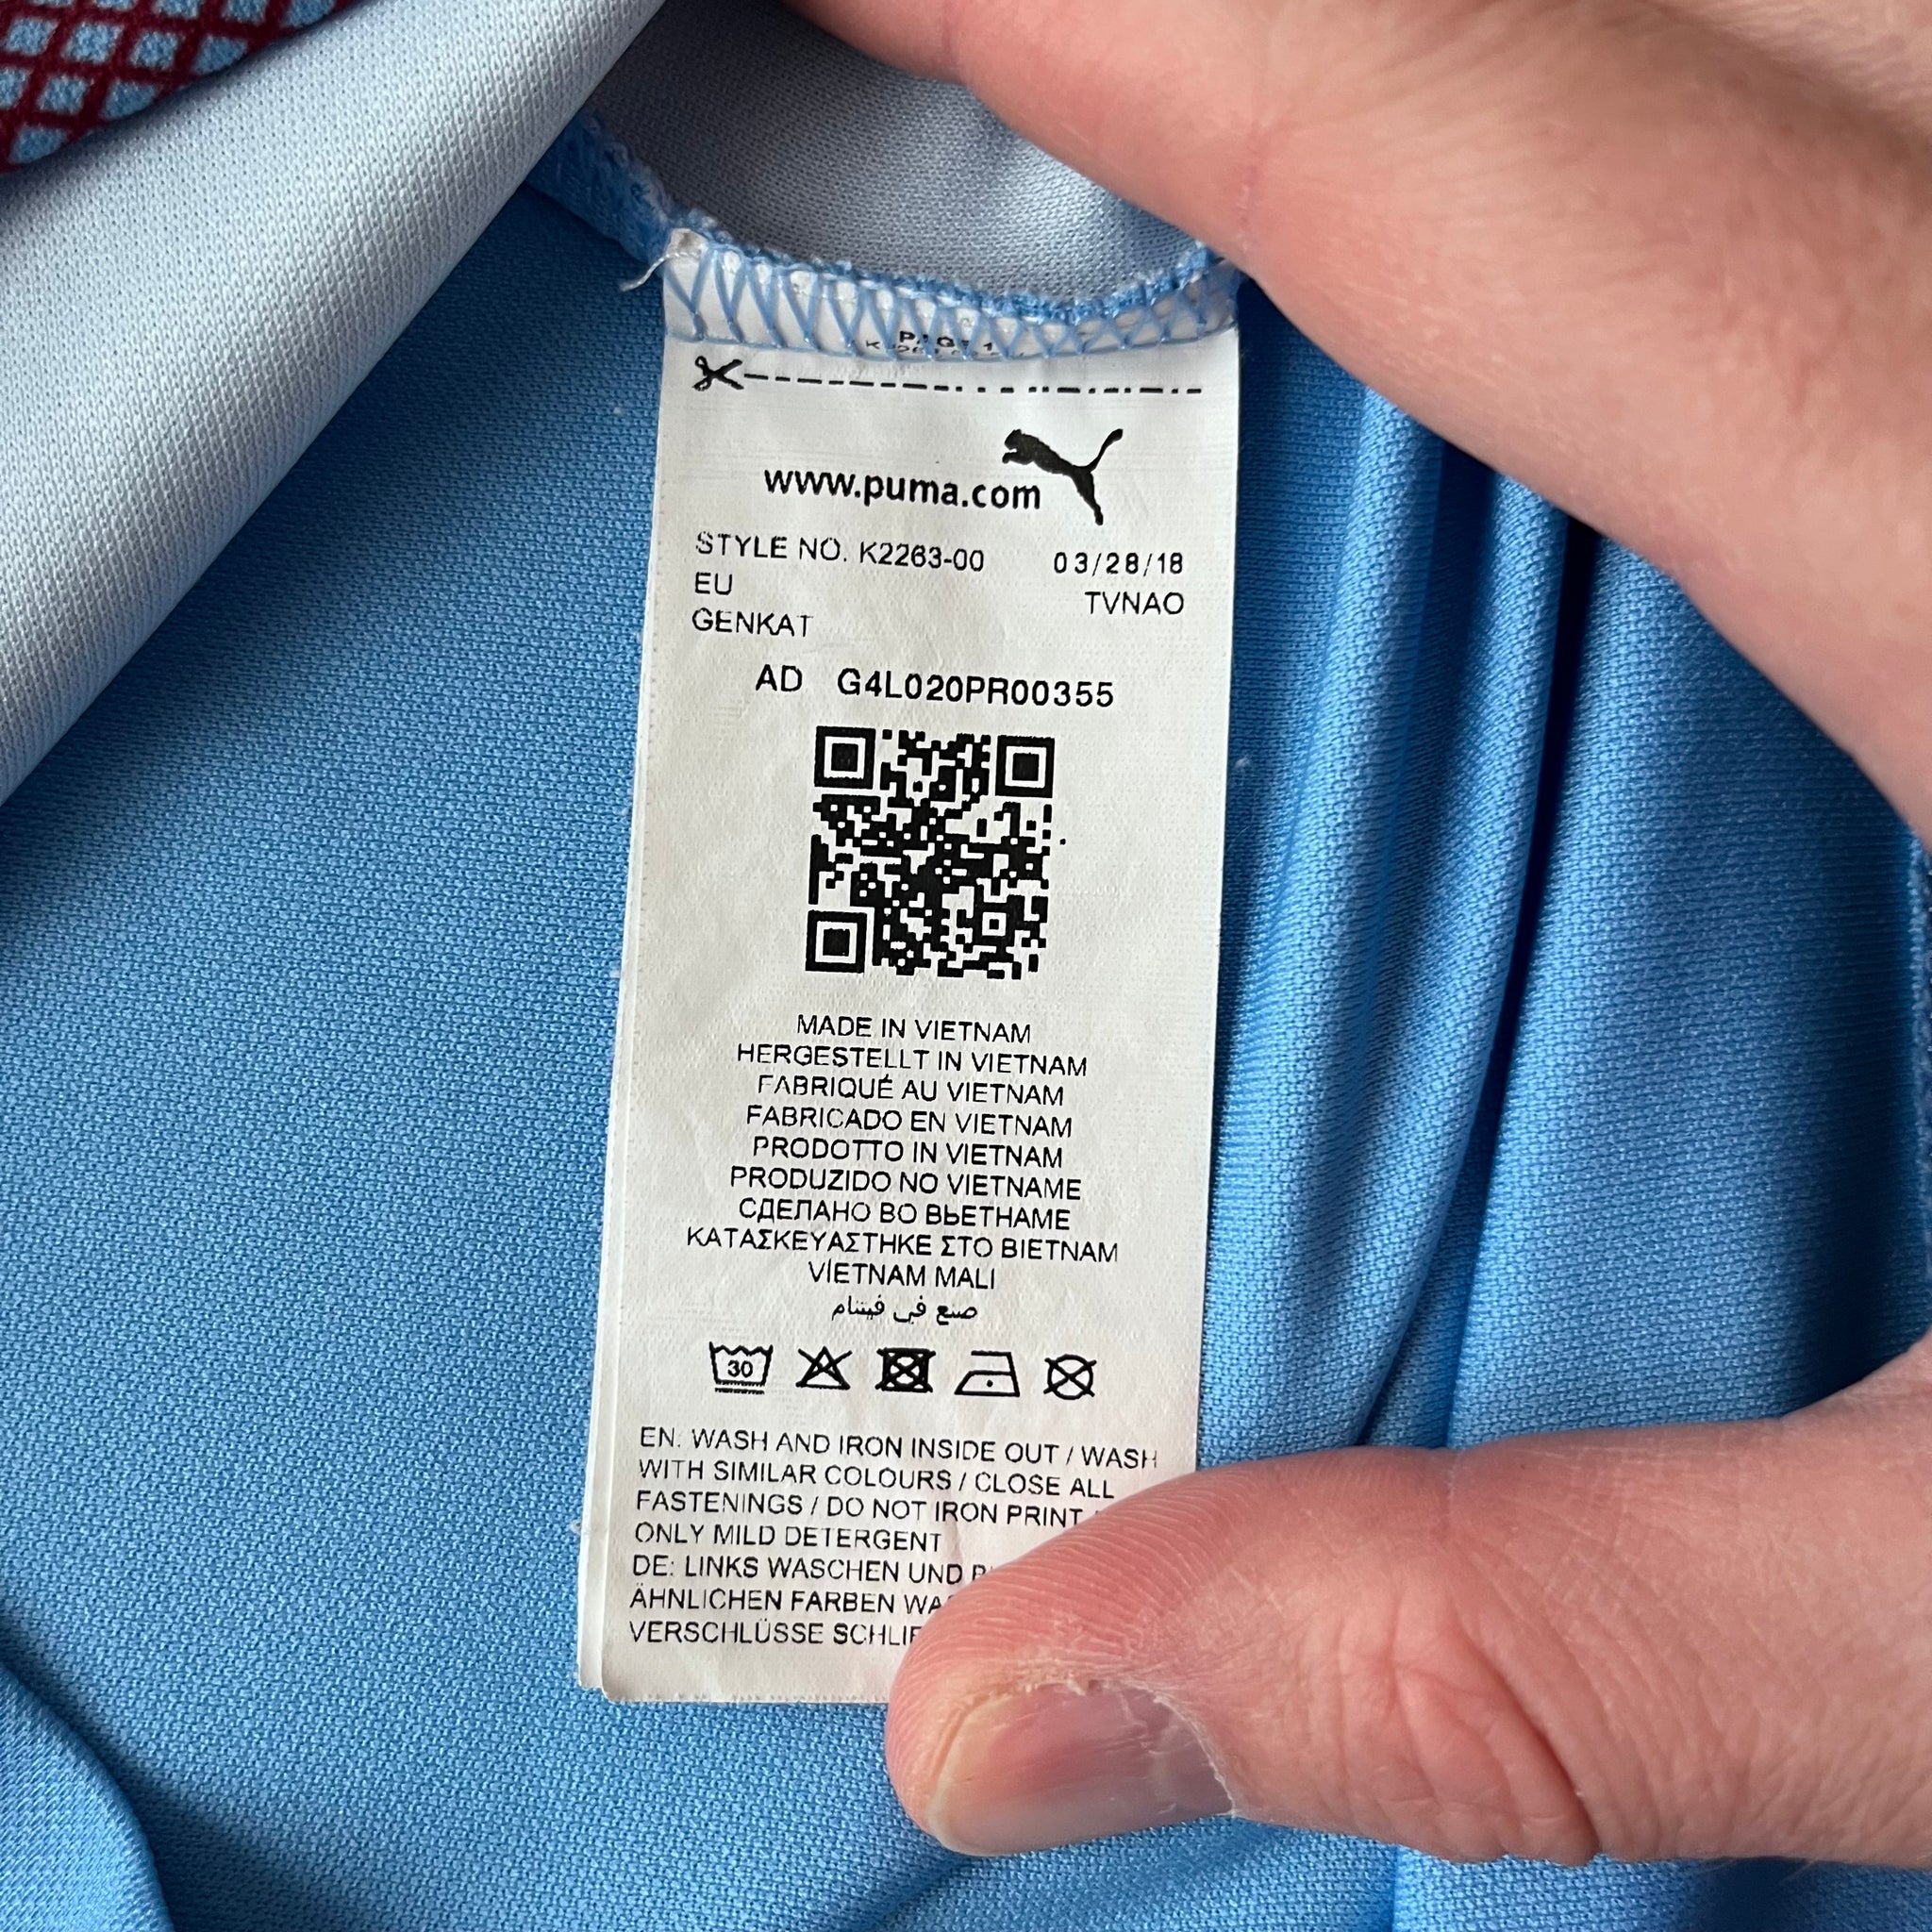 www.puma.com
STYLE NO. K2263-00 03/28/18
EU TVNAO
GENKAT
AD G4L020PR00355
MADE IN VIETNAM
HERGESTELLT IN VIETNAM
FABRIQUÉ AU VIETNAM
FABRICADO EN VIETNAM
PRODOTTO IN VIETNAM
PRODUZIDO NO VIETNAME
СДЕЛАНО ВО ВЬЕТНАМЕ
ΚΑΤΑΣΚΕΥΑΣΤΗΚΕ ΣΤΟ ΒΙΕΤΝΑΜ
VİETNAM MALI
صنع في فيتنام
30
EN: WASH AND IRON INSIDE OUT / WASH
WITH SIMILAR COLOURS / CLOSE ALL
FASTENINGS / DO NOT IRON PRINT
ONLY MILD DETERGENT
DE: LINKS WASCHEN UND
ÄHNLICHEN FARBEN
VERSCHLÜSSE